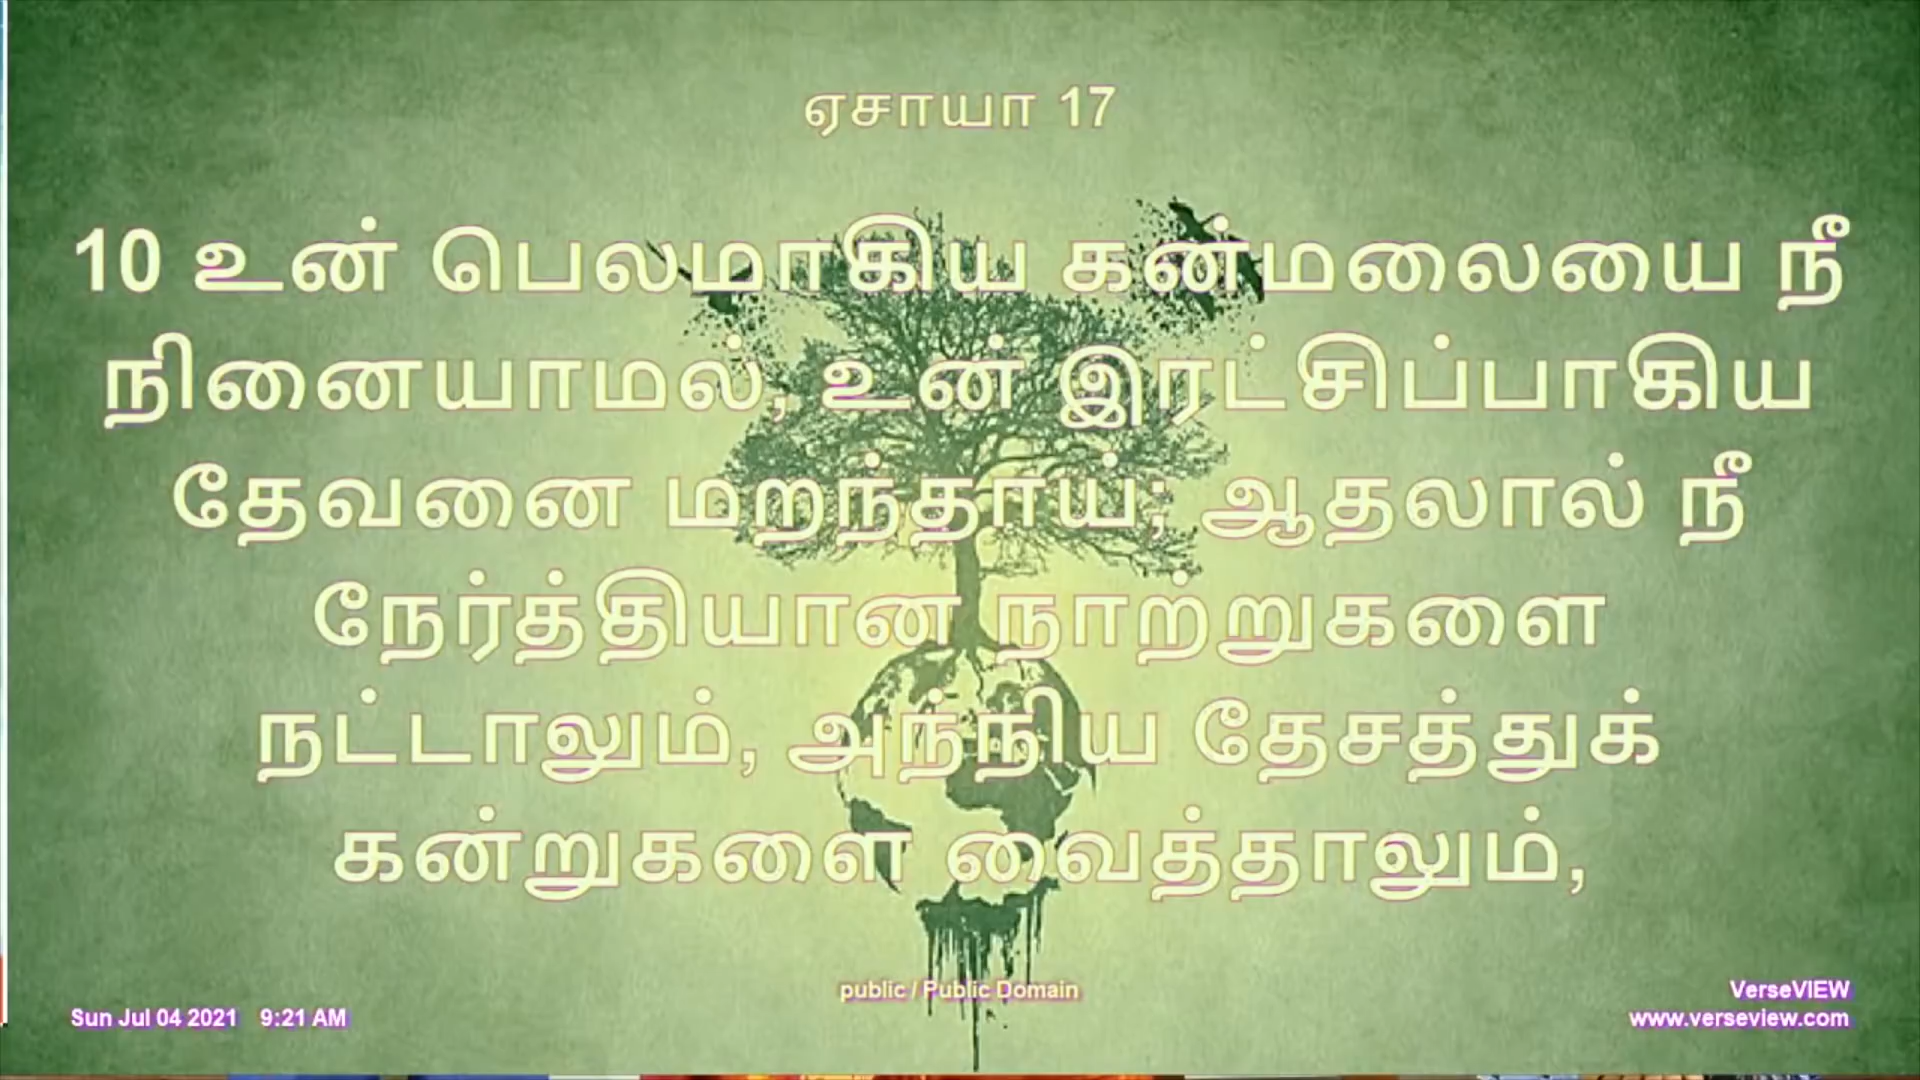 ஏசாயா 17
10 உன் பெலமாகிய கன்மலையை நீ
நினையாமல், உன் இரட்சிப்பாகிய
தேவனை மறந்தாய்; ஆதலால் நீ
நேர்த்தியான நாற்றுகளை
நட்டாலும், அந்நிய தேசத்துக்
கன்றுகளை வைத்தாலும்,
public / Public Domain
VerseVIEW
Sun Jul 04 2021 9:21 AM
www.verseview.com